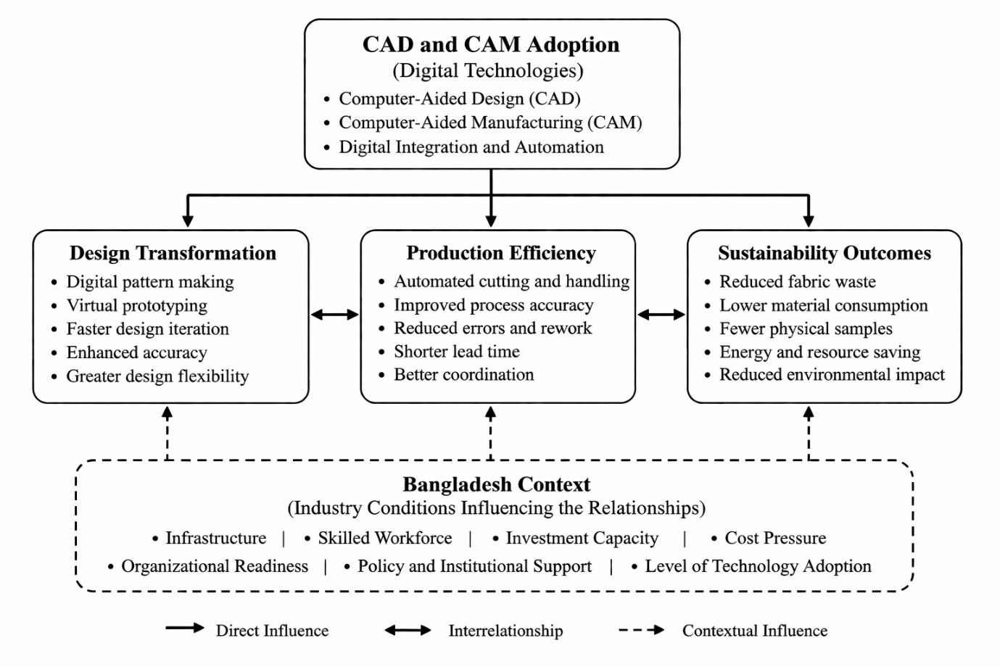 CAD and CAM Adoption
(Digital Technologies)
• Computer-Aided Design (CAD)
• Computer-Aided Manufacturing (CAM)
• Digital Integration and Automation
Design Transformation
• Digital pattern making
• Virtual prototyping
• Faster design iteration
• Enhanced accuracy
• Greater design flexibility
Production Efficiency
• Automated cutting and handling
• Improved process accuracy
• Reduced errors and rework
• Shorter lead time
• Better coordination
Sustainability Outcomes
• Reduced fabric waste
• Lower material consumption
• Fewer physical samples
• Energy and resource saving
• Reduced environmental impact
Bangladesh Context
(Industry Conditions Influencing the Relationships)
• Infrastructure | • Skilled Workforce | • Investment Capacity | • Cost Pressure
• Organizational Readiness | • Policy and Institutional Support | • Level of Technology Adoption
Direct Influence Interrelationship Contextual Influence